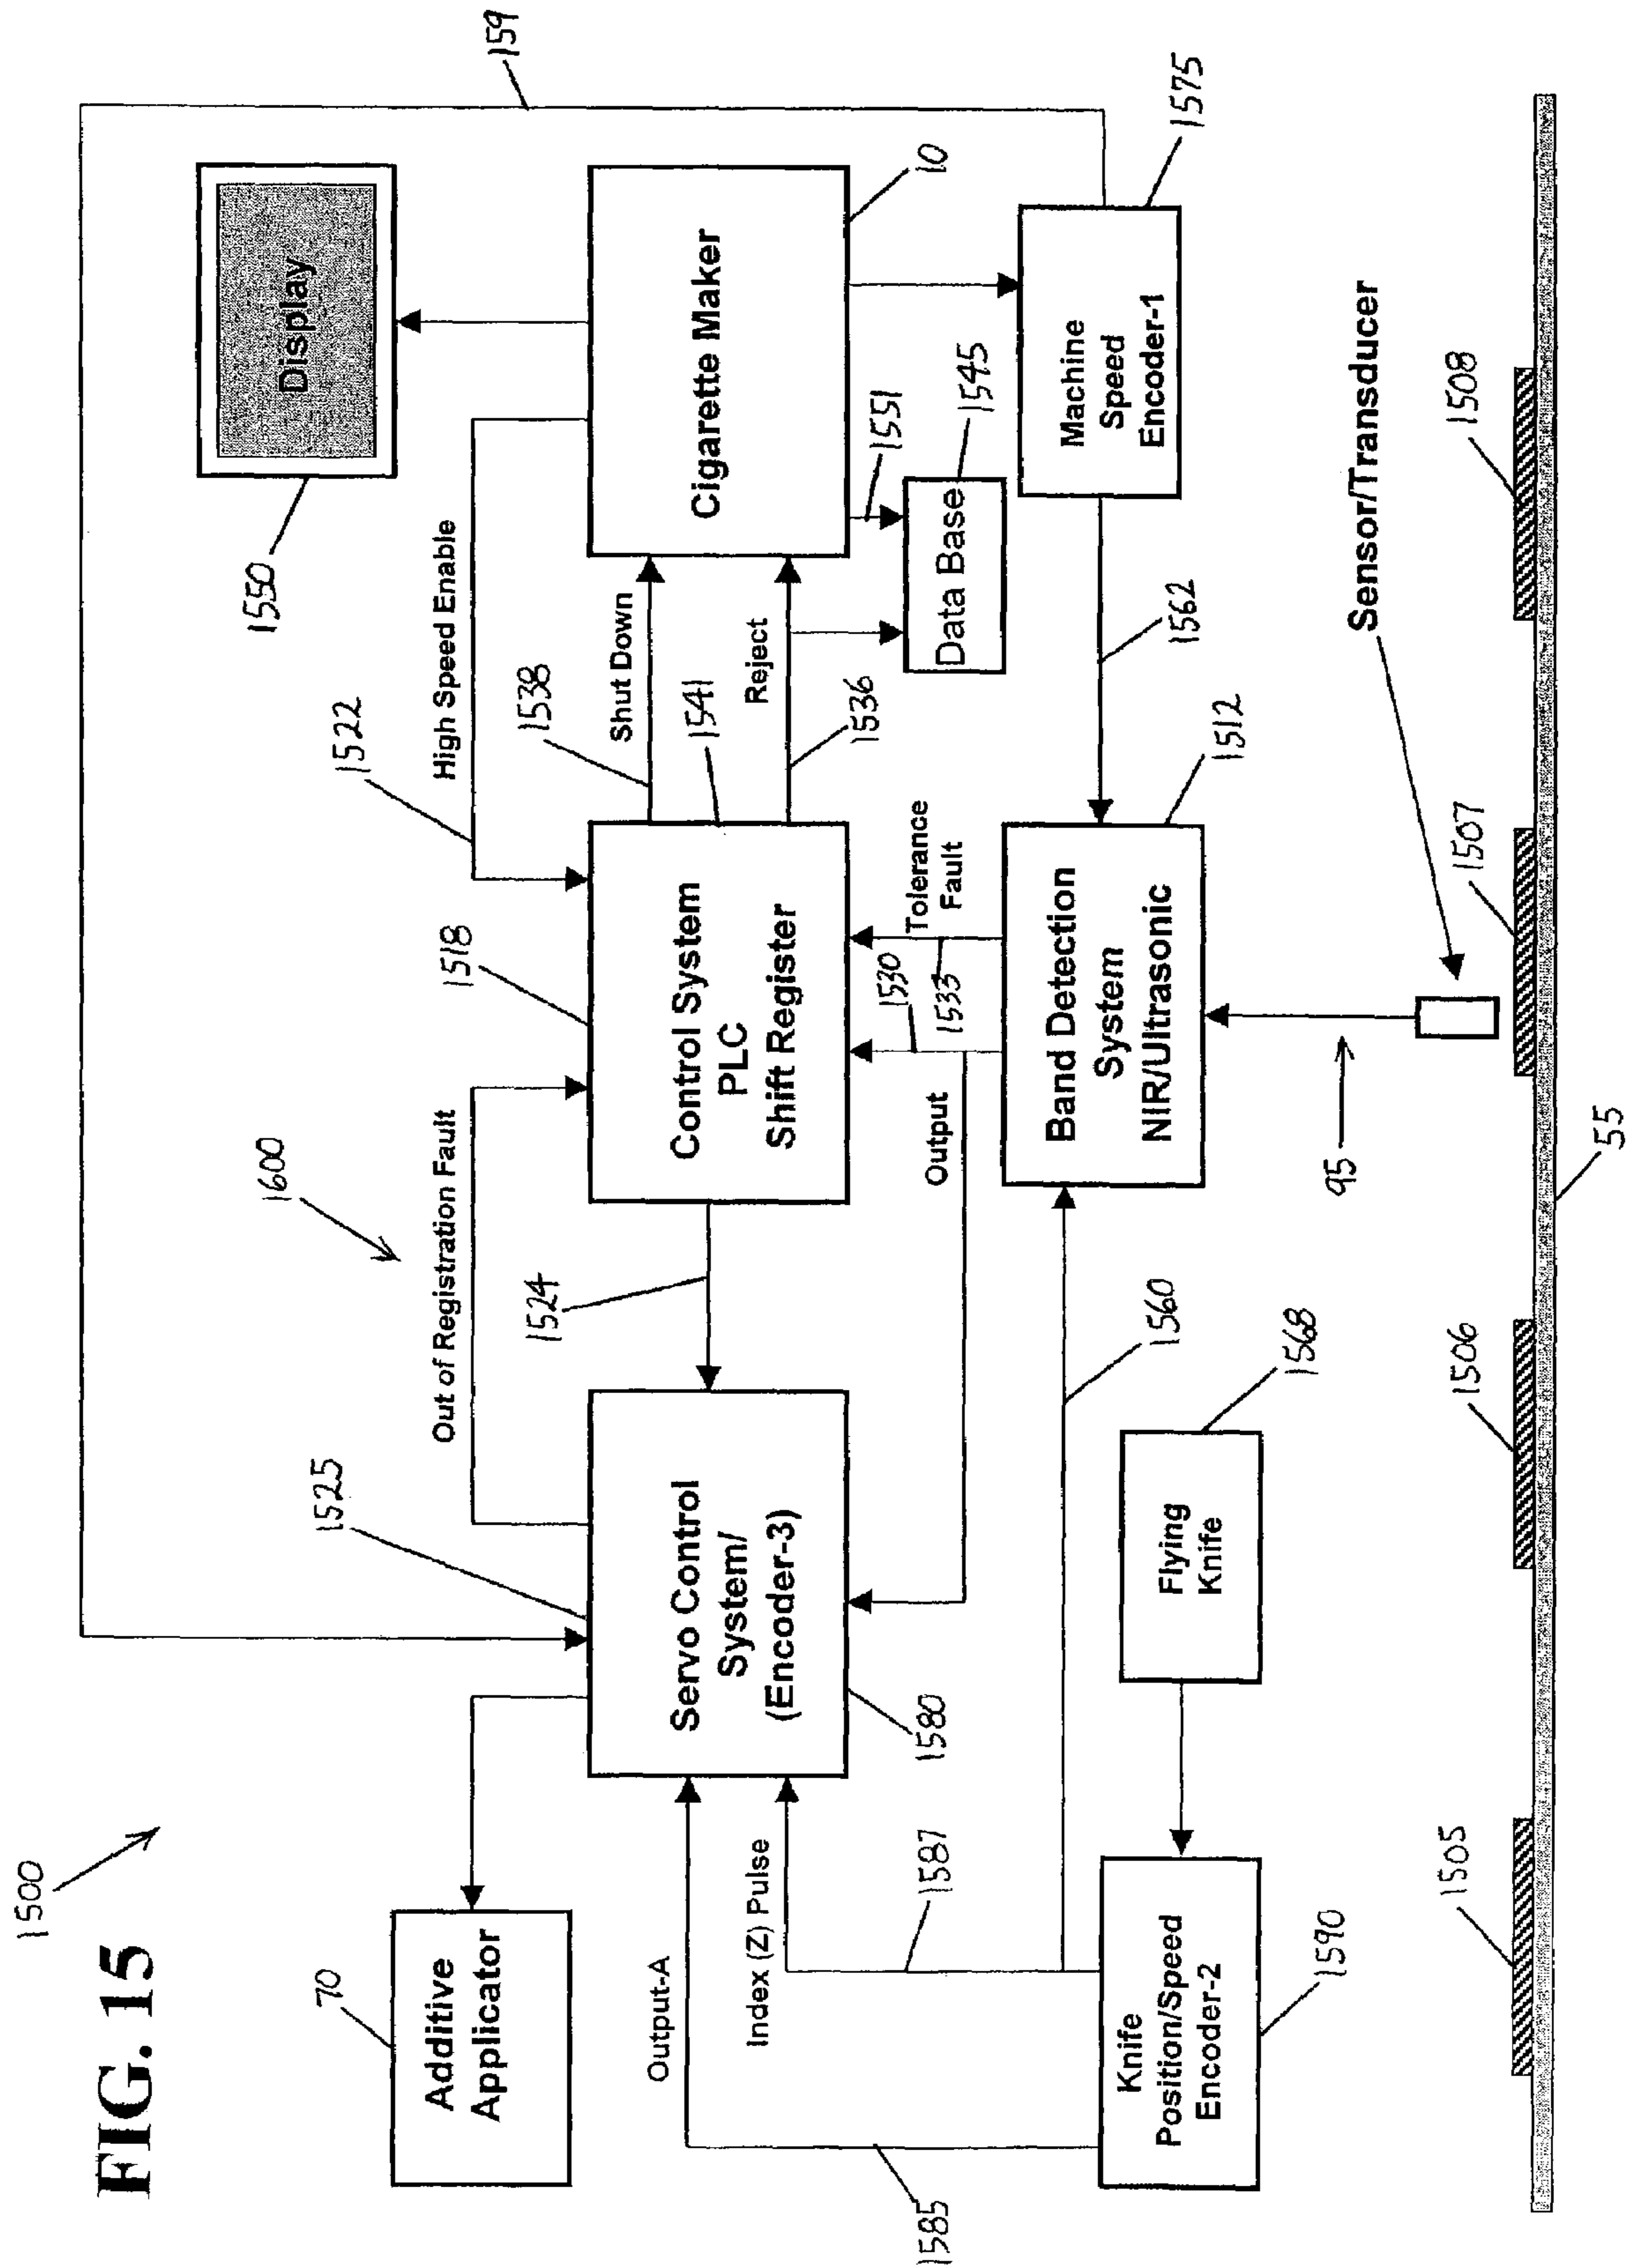 FIG. 15
1500
159
Display
1550
Additive
Applicator
70
1525
Out of Registration Fault
1600
1518
1522
High Speed Enable
Output-A
Index (Z) Pulse
Servo Control
System/
(Encoder-3)
1580
1524
Control System
PLC
Shift Register
1538
Shut Down
1541
Reject
1536
Cigarette Maker
10
1551
Data Base
1545
1585
1587
Output
1530
1533
Tolerance
Fault
Knife
Position/Speed
Encoder-2
1590
Flying
Knife
1568
1560
Band Detection
System
NIR/Ultrasonic
1512
1562
Machine
Speed
Encoder-1
1575
95
Sensor/Transducer
1505
1506
1507
1508
55